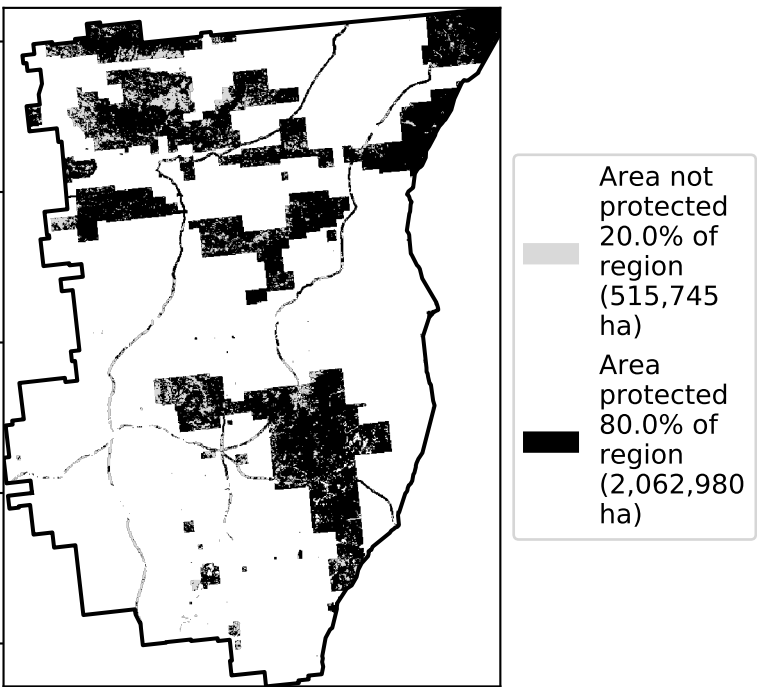 Area not
protected
20.0% of
region
(515,745
ha)
Area
protected
80.0% of
region
(2,062,980
ha)